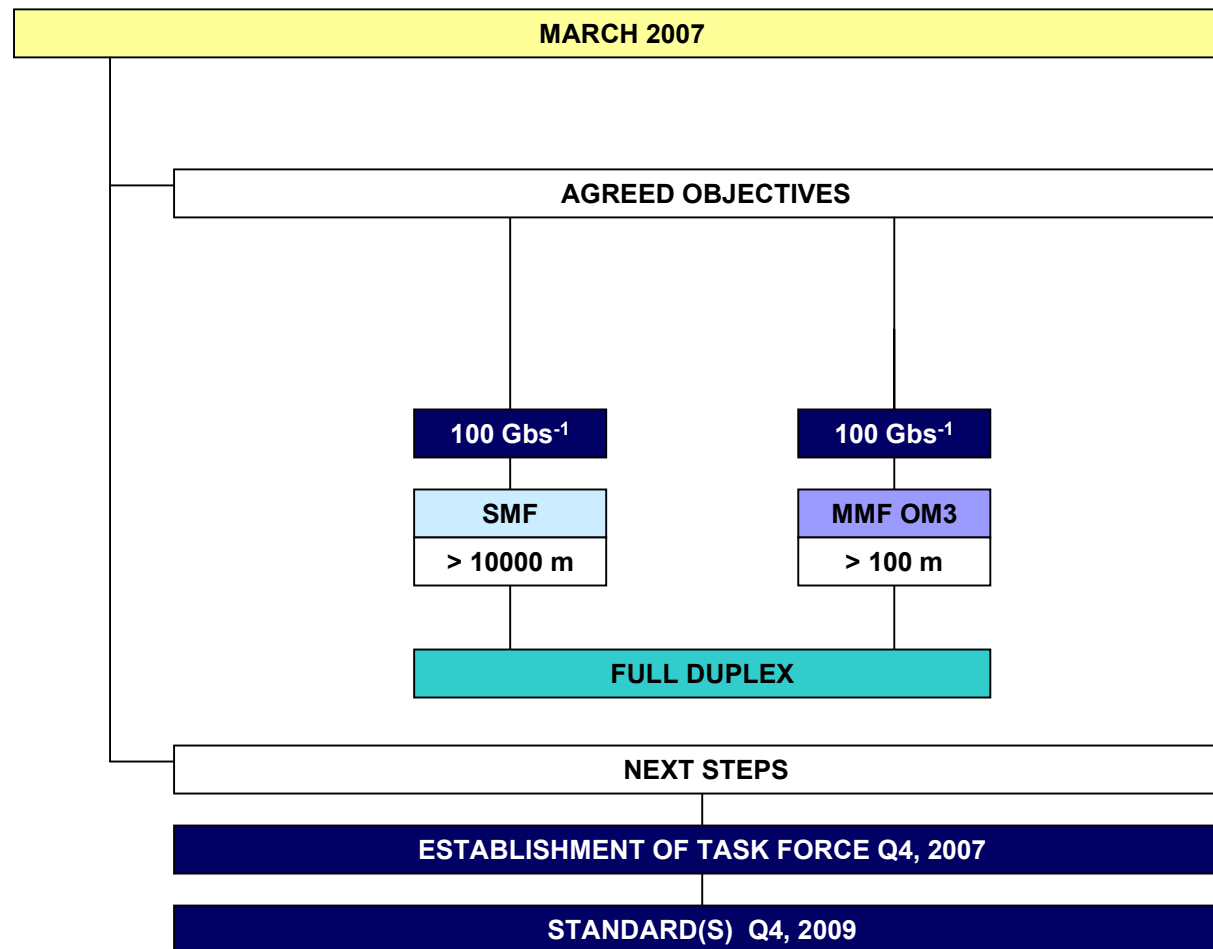 MARCH 2007
AGREED OBJECTIVES
100 Gbs⁻¹
100 Gbs⁻¹
SMF
MMF OM3
> 10000 m
> 100 m
FULL DUPLEX
NEXT STEPS
ESTABLISHMENT OF TASK FORCE Q4, 2007
STANDARD(S) Q4, 2009